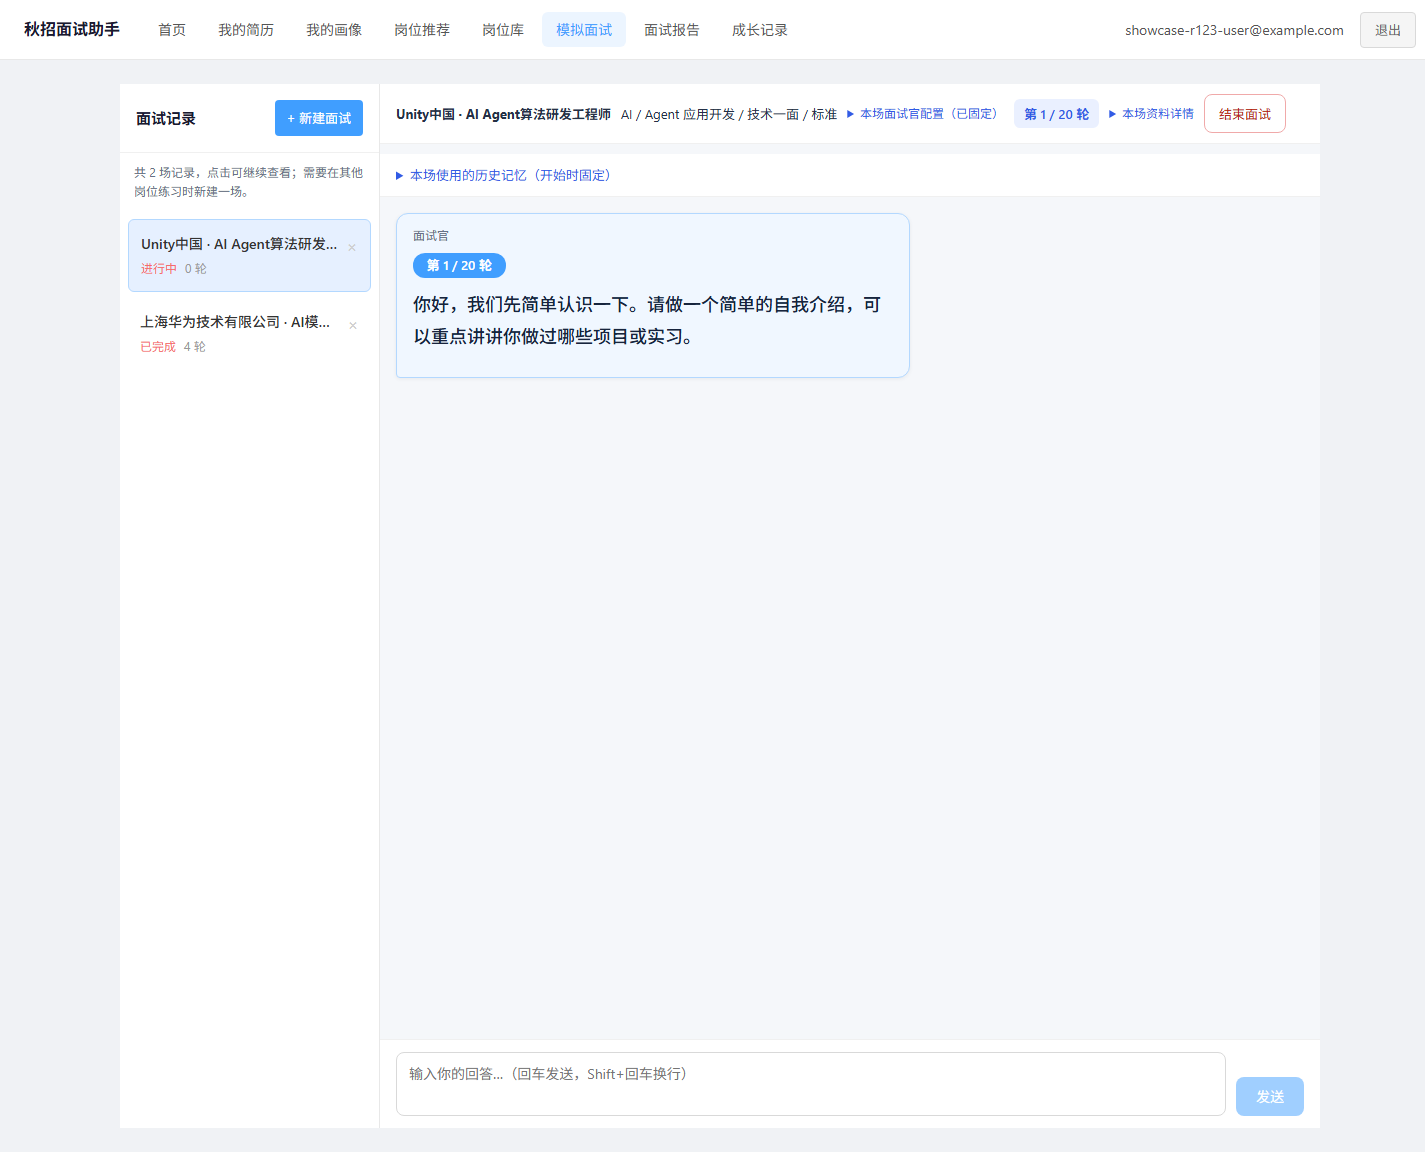 秋招面试助手 首页 我的简历 我的画像 岗位推荐 岗位库 模拟面试 面试报告 成长记录 showcase-r123-user@example.com 退出
面试记录 + 新建面试
共 2 场记录，点击可继续查看；需要在其他
岗位练习时新建一场。
Unity中国 · AI Agent算法研发... ×
进行中 0 轮
上海华为技术有限公司 · AI模... ×
已完成 4 轮
Unity中国 · AI Agent算法研发工程师 AI / Agent 应用开发 / 技术一面 / 标准 ▶ 本场面试官配置（已固定） 第 1 / 20 轮 ▶ 本场资料详情 结束面试
▶ 本场使用的历史记忆（开始时固定）
面试官
第 1 / 20 轮
你好，我们先简单认识一下。请做一个简单的自我介绍，可
以重点讲讲你做过哪些项目或实习。
输入你的回答...（回车发送，Shift+回车换行）
发送